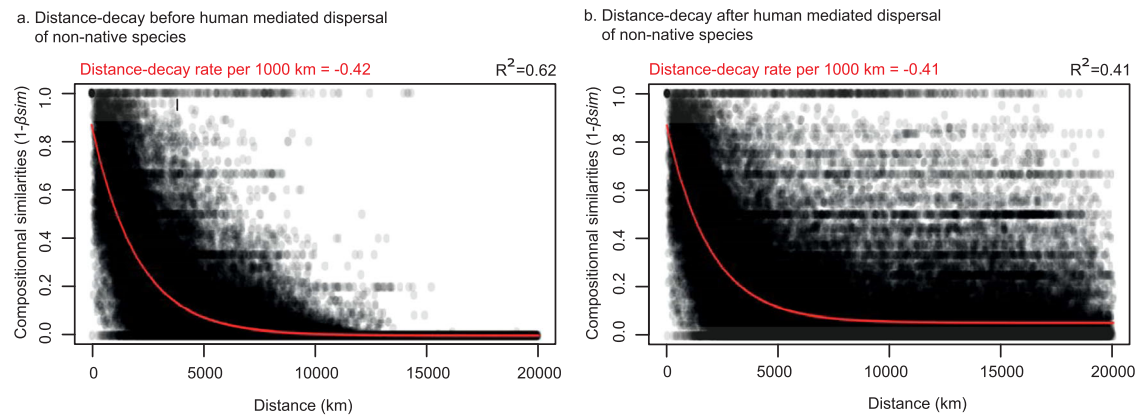 a. Distance-decay before human mediated dispersal
of non-native species
Distance-decay rate per 1000 km = -0.42
R²=0.62
Compositionnal similarities (1-βsim)
1.0
0.8
0.6
0.4
0.2
0.0
0 5000 10000 15000 20000
Distance (km)
b. Distance-decay after human mediated dispersal
of non-native species
Distance-decay rate per 1000 km = -0.41
R²=0.41
Compositionnal similarities (1-βsim)
1.0
0.8
0.6
0.4
0.2
0.0
0 5000 10000 15000 20000
Distance (km)